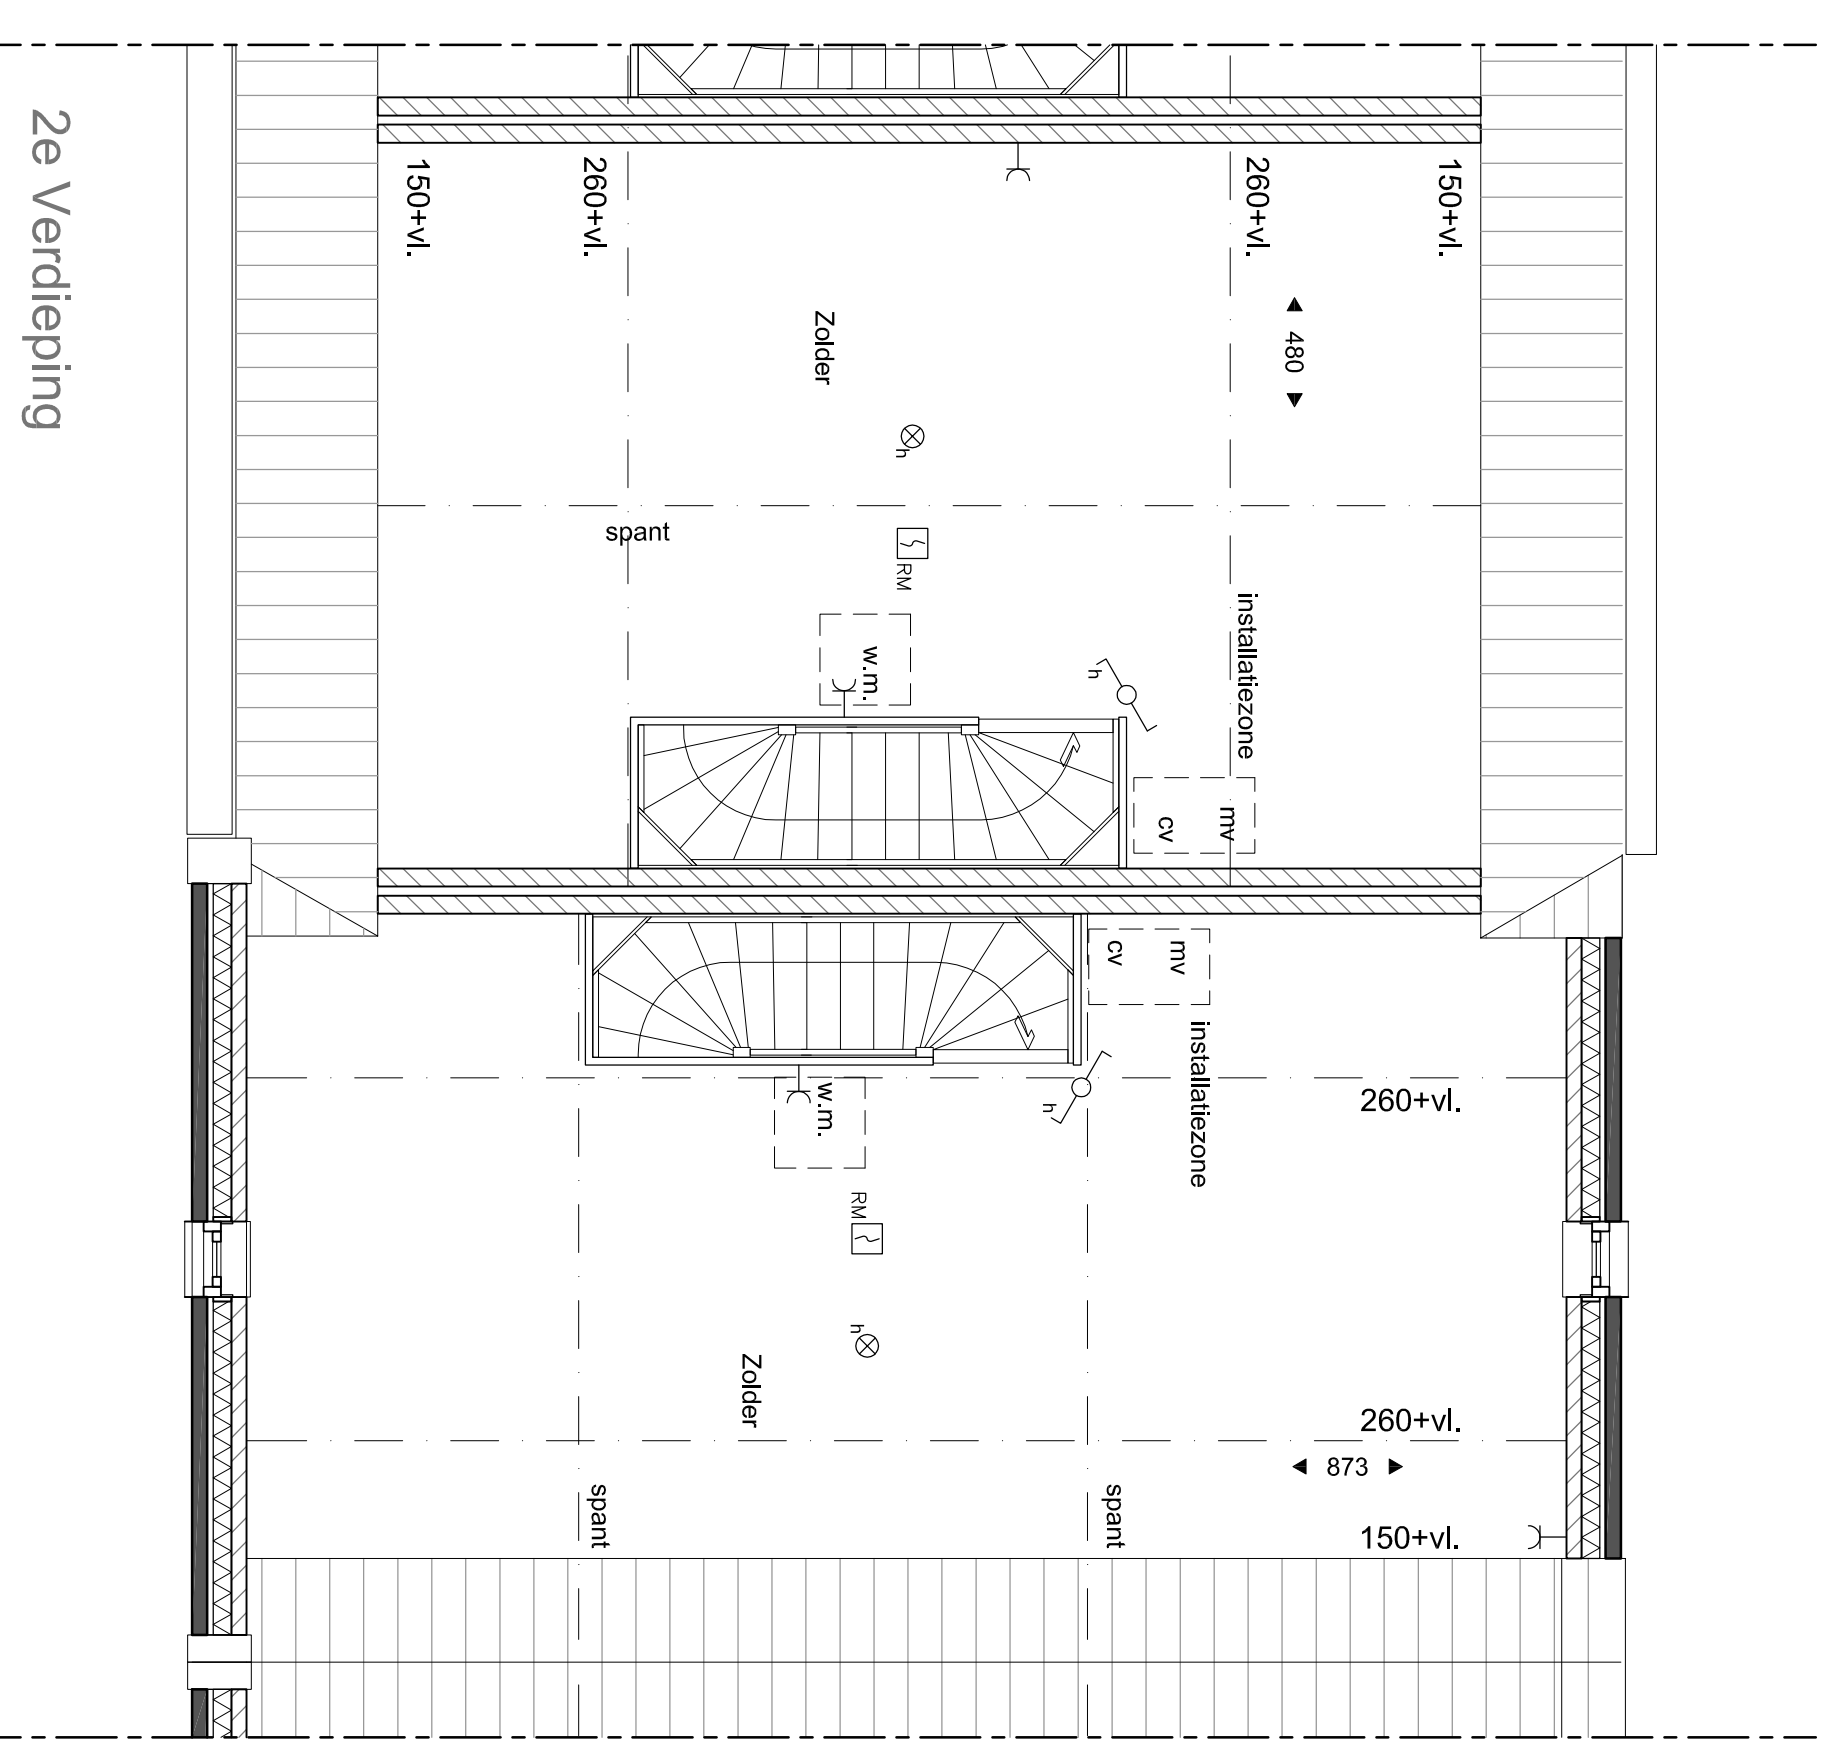 2e Verdieping
150+vl.
260+vl.
260+vl.
150+vl.
480
Zolder
h
spant
RM
installatiezone
w.m.
h
mv
cv
cv
mv
installatiezone
w.m.
h
260+vl.
RM
h
Zolder
260+vl.
873
spant
spant
150+vl.